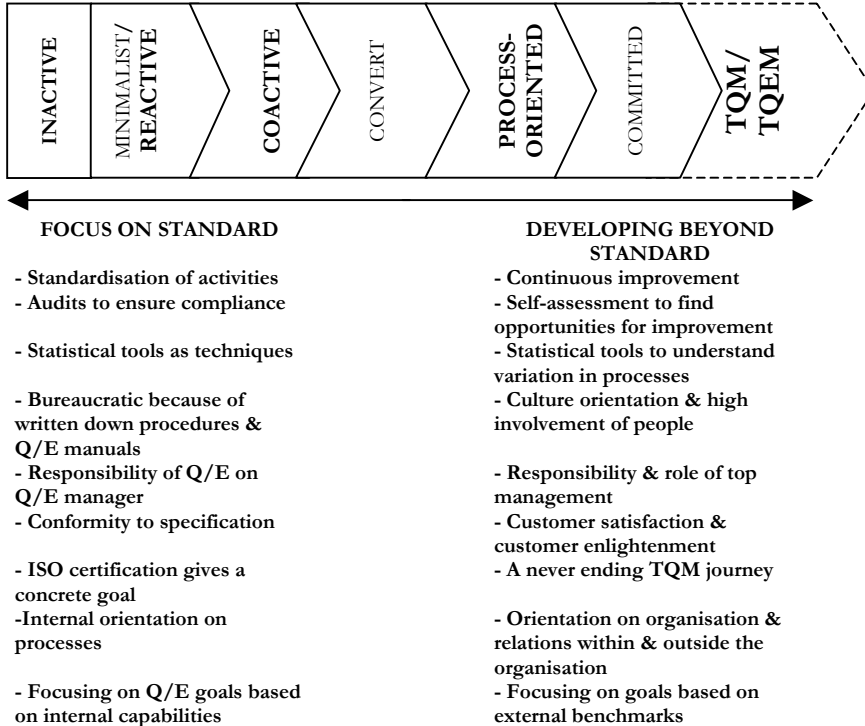 INACTIVE
MINIMALIST/
REACTIVE
COACTIVE
CONVERT
PROCESS-
ORIENTED
COMMITTED
TQM/
TQEM
FOCUS ON STANDARD
- Standardisation of activities
- Audits to ensure compliance
- Statistical tools as techniques
- Bureaucratic because of
written down procedures &
Q/E manuals
- Responsibility of Q/E on
Q/E manager
- Conformity to specification
- ISO certification gives a
concrete goal
-Internal orientation on
processes
- Focusing on Q/E goals based
on internal capabilities
DEVELOPING BEYOND
STANDARD
- Continuous improvement
- Self-assessment to find
opportunities for improvement
- Statistical tools to understand
variation in processes
- Culture orientation & high
involvement of people
- Responsibility & role of top
management
- Customer satisfaction &
customer enlightenment
- A never ending TQM journey
- Orientation on organisation &
relations within & outside the
organisation
- Focusing on goals based on
external benchmarks